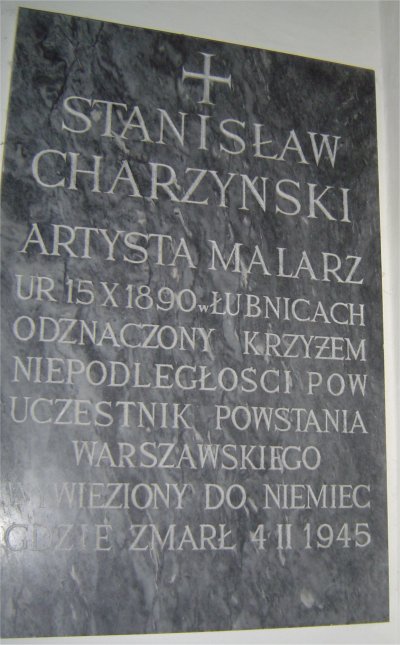 STANISŁAW
CHARZYNSKI
ARTYSTA MALARZ
UR 15 X 1890 w ŁUBNICACH
ODZNACZONY KRZYŻEM
NIEPODLEGŁOŚCI POW
UCZESTNIK POWSTANIA
WARSZAWSKIEGO
WYWIEZIONY DO NIEMIEC
GDZIE ZMARŁ 4 II 1945